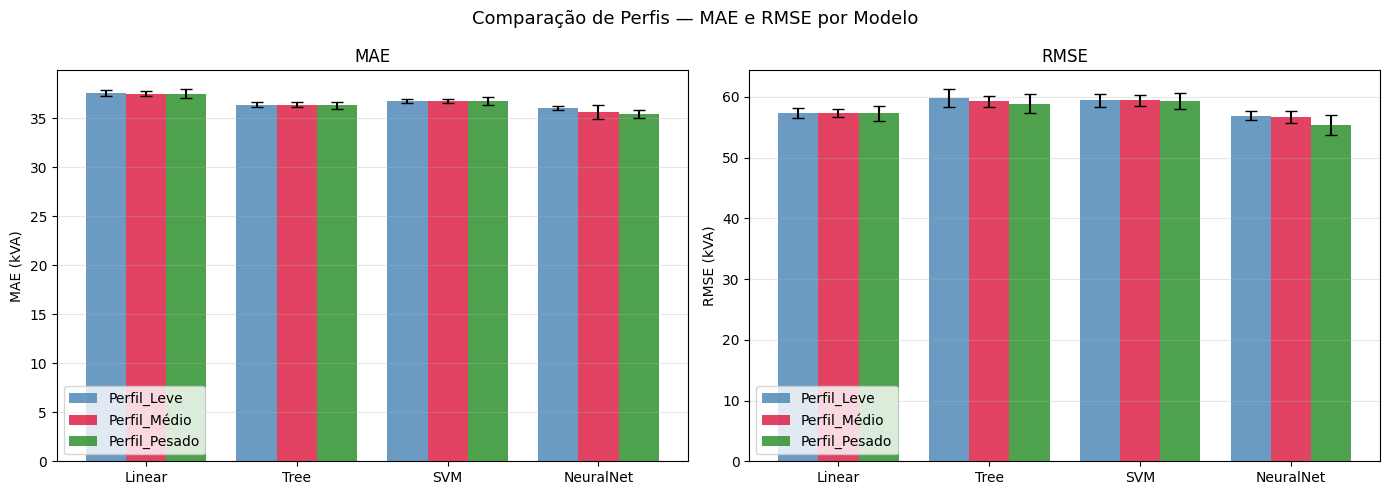 Comparação de Perfis — MAE e RMSE por Modelo
MAE
MAE (kVA)
35
30
25
20
15
10
5
0
Perfil_Leve
Perfil_Médio
Perfil_Pesado
Linear
Tree
SVM
NeuralNet
RMSE
RMSE (kVA)
60
50
40
30
20
10
0
Perfil_Leve
Perfil_Médio
Perfil_Pesado
Linear
Tree
SVM
NeuralNet